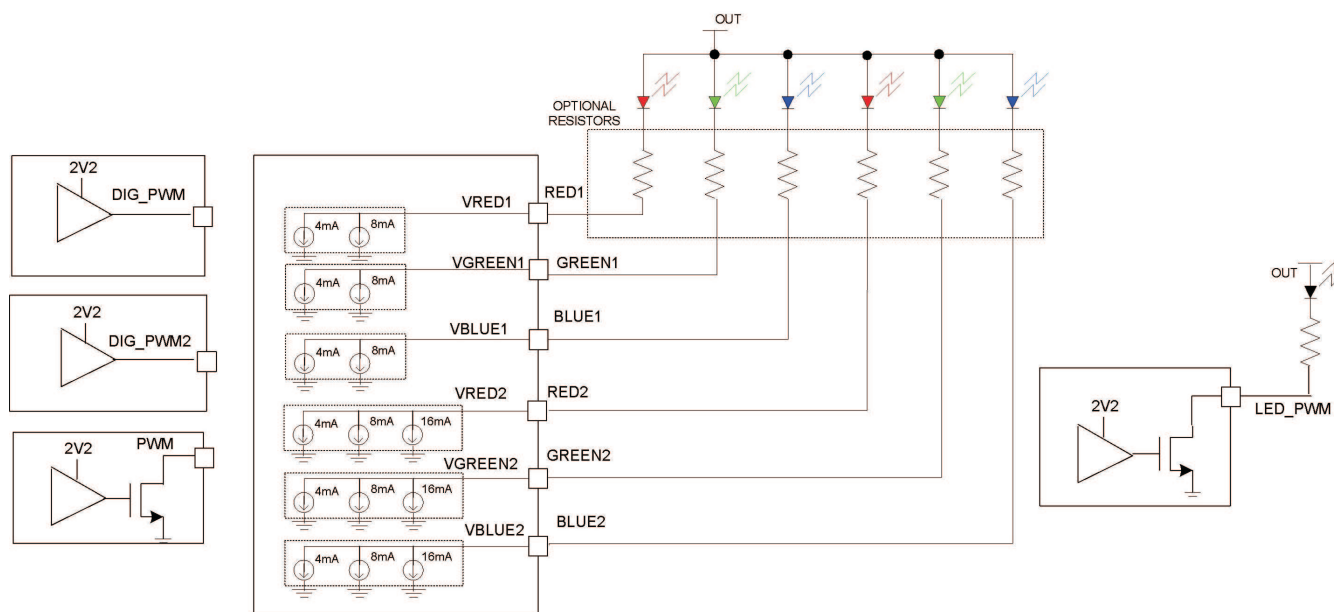 OUT
OPTIONAL
RESISTORS
2V2
DIG_PWM
VRED1
RED1
4mA
8mA
VGREEN1
GREEN1
4mA
8mA
2V2
DIG_PWM2
VBLUE1
BLUE1
4mA
8mA
VRED2
RED2
4mA
8mA
16mA
2V2
PWM
VGREEN2
GREEN2
4mA
8mA
16mA
VBLUE2
BLUE2
4mA
8mA
16mA
OUT
2V2
LED_PWM